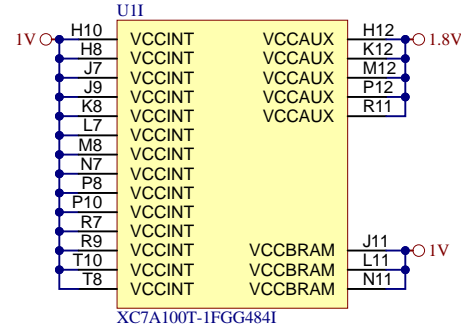 U1I
1V H10 VCCINT VCCAUX H12 1.8V
H8 VCCINT VCCAUX K12
J7 VCCINT VCCAUX M12
J9 VCCINT VCCAUX P12
K8 VCCINT VCCAUX R11
L7 VCCINT
M8 VCCINT
N7 VCCINT
P8 VCCINT
P10 VCCINT
R7 VCCINT
R9 VCCINT VCCBRAM J11 1V
T10 VCCINT VCCBRAM L11
T8 VCCINT VCCBRAM N11
XC7A100T-1FGG484I